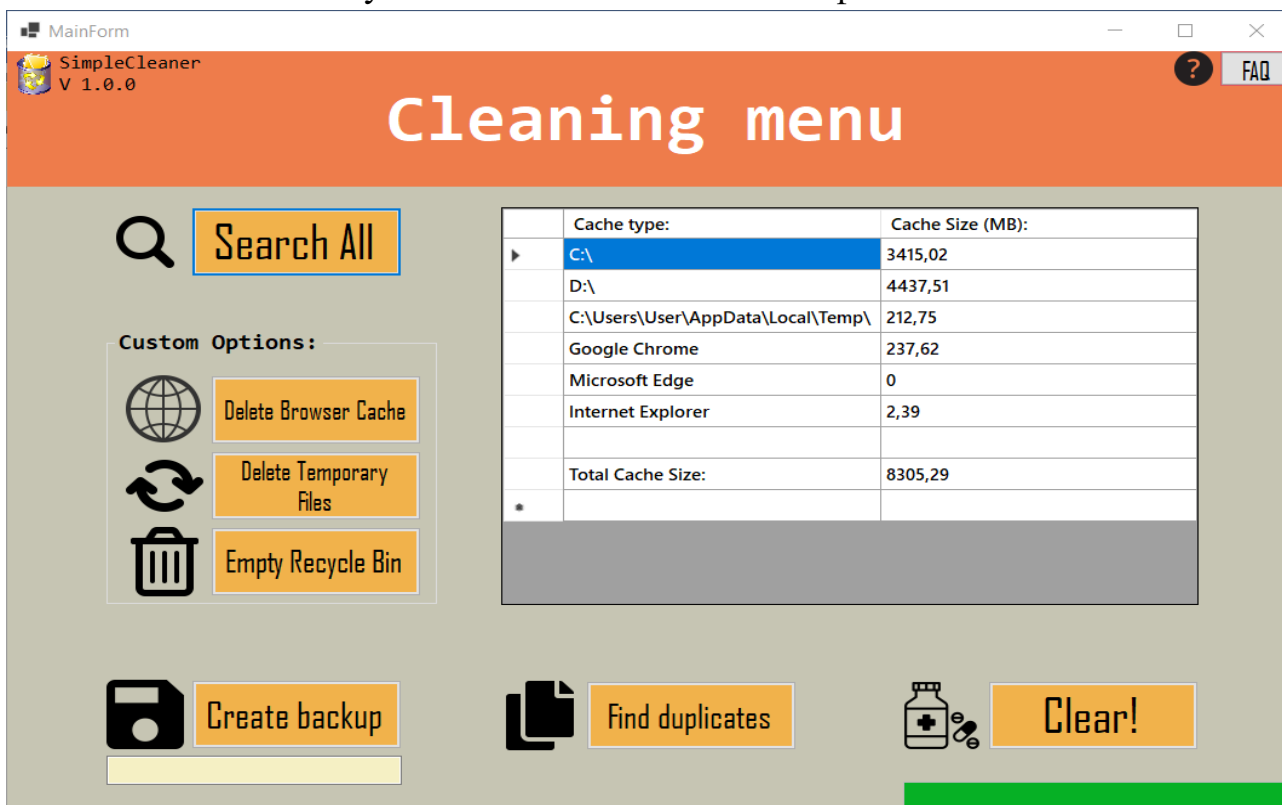 MainForm
SimpleCleaner
V 1.0.0
?
FAQ
Cleaning menu
Search All
Cache type: Cache Size (MB):
C:\ 3415,02
D:\ 4437,51
C:\Users\User\AppData\Local\Temp\ 212,75
Google Chrome 237,62
Microsoft Edge 0
Internet Explorer 2,39
Total Cache Size: 8305,29
Custom Options:
Delete Browser Cache
Delete Temporary
Files
Empty Recycle Bin
Create backup
Find duplicates
Clear!